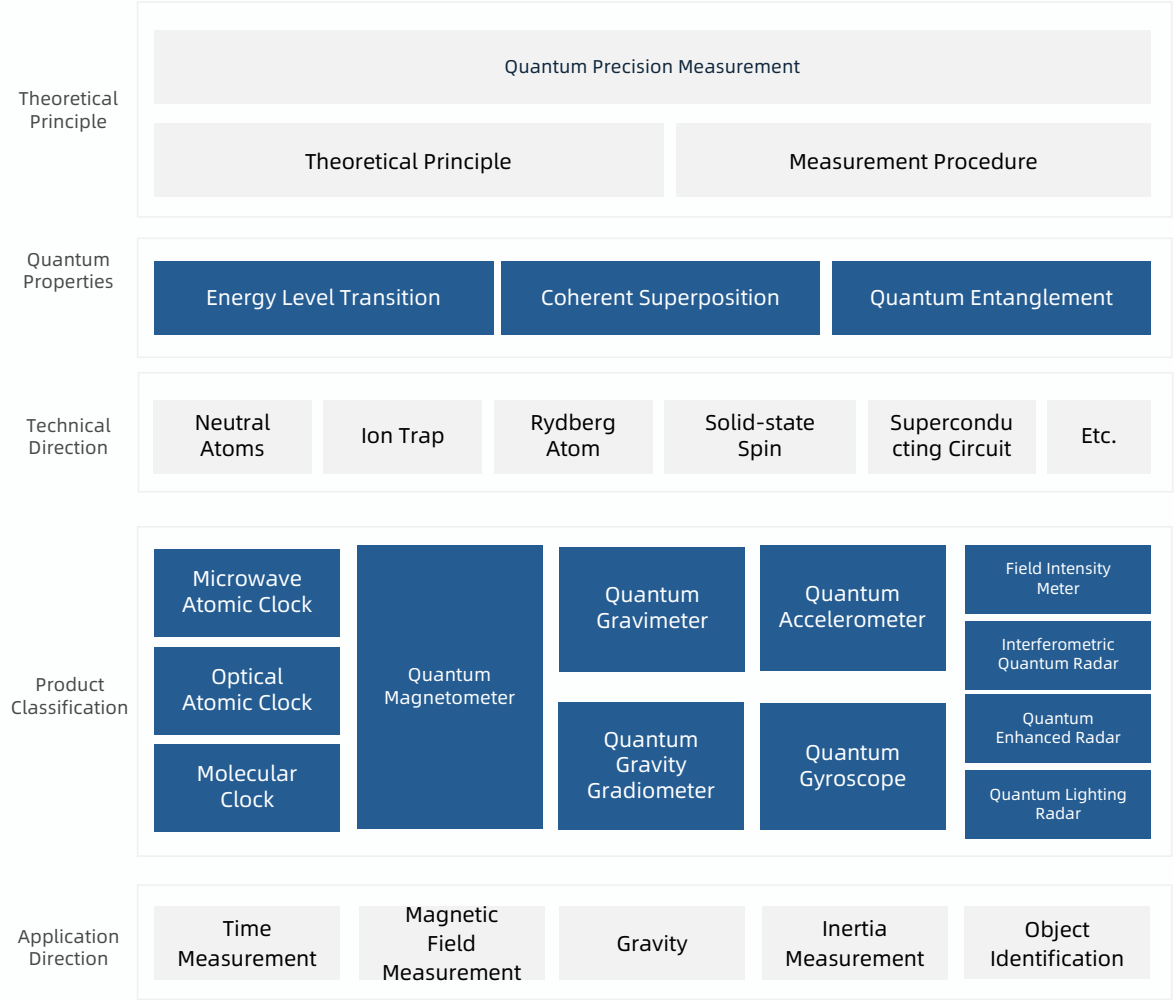 Quantum Precision Measurement
Theoretical
Principle
Theoretical Principle
Measurement Procedure
Quantum
Properties
Energy Level Transition
Coherent Superposition
Quantum Entanglement
Technical
Direction
Neutral
Atoms
Ion Trap
Rydberg
Atom
Solid-state
Spin
Supercondu
cting Circuit
Etc.
Product
Classification
Microwave
Atomic Clock
Optical
Atomic Clock
Molecular
Clock
Quantum
Magnetometer
Quantum
Gravimeter
Quantum
Gravity
Gradiometer
Quantum
Accelerometer
Quantum
Gyroscope
Field Intensity
Meter
Interferometric
Quantum Radar
Quantum
Enhanced Radar
Quantum Lighting
Radar
Application
Direction
Time
Measurement
Magnetic
Field
Measurement
Gravity
Inertia
Measurement
Object
Identification